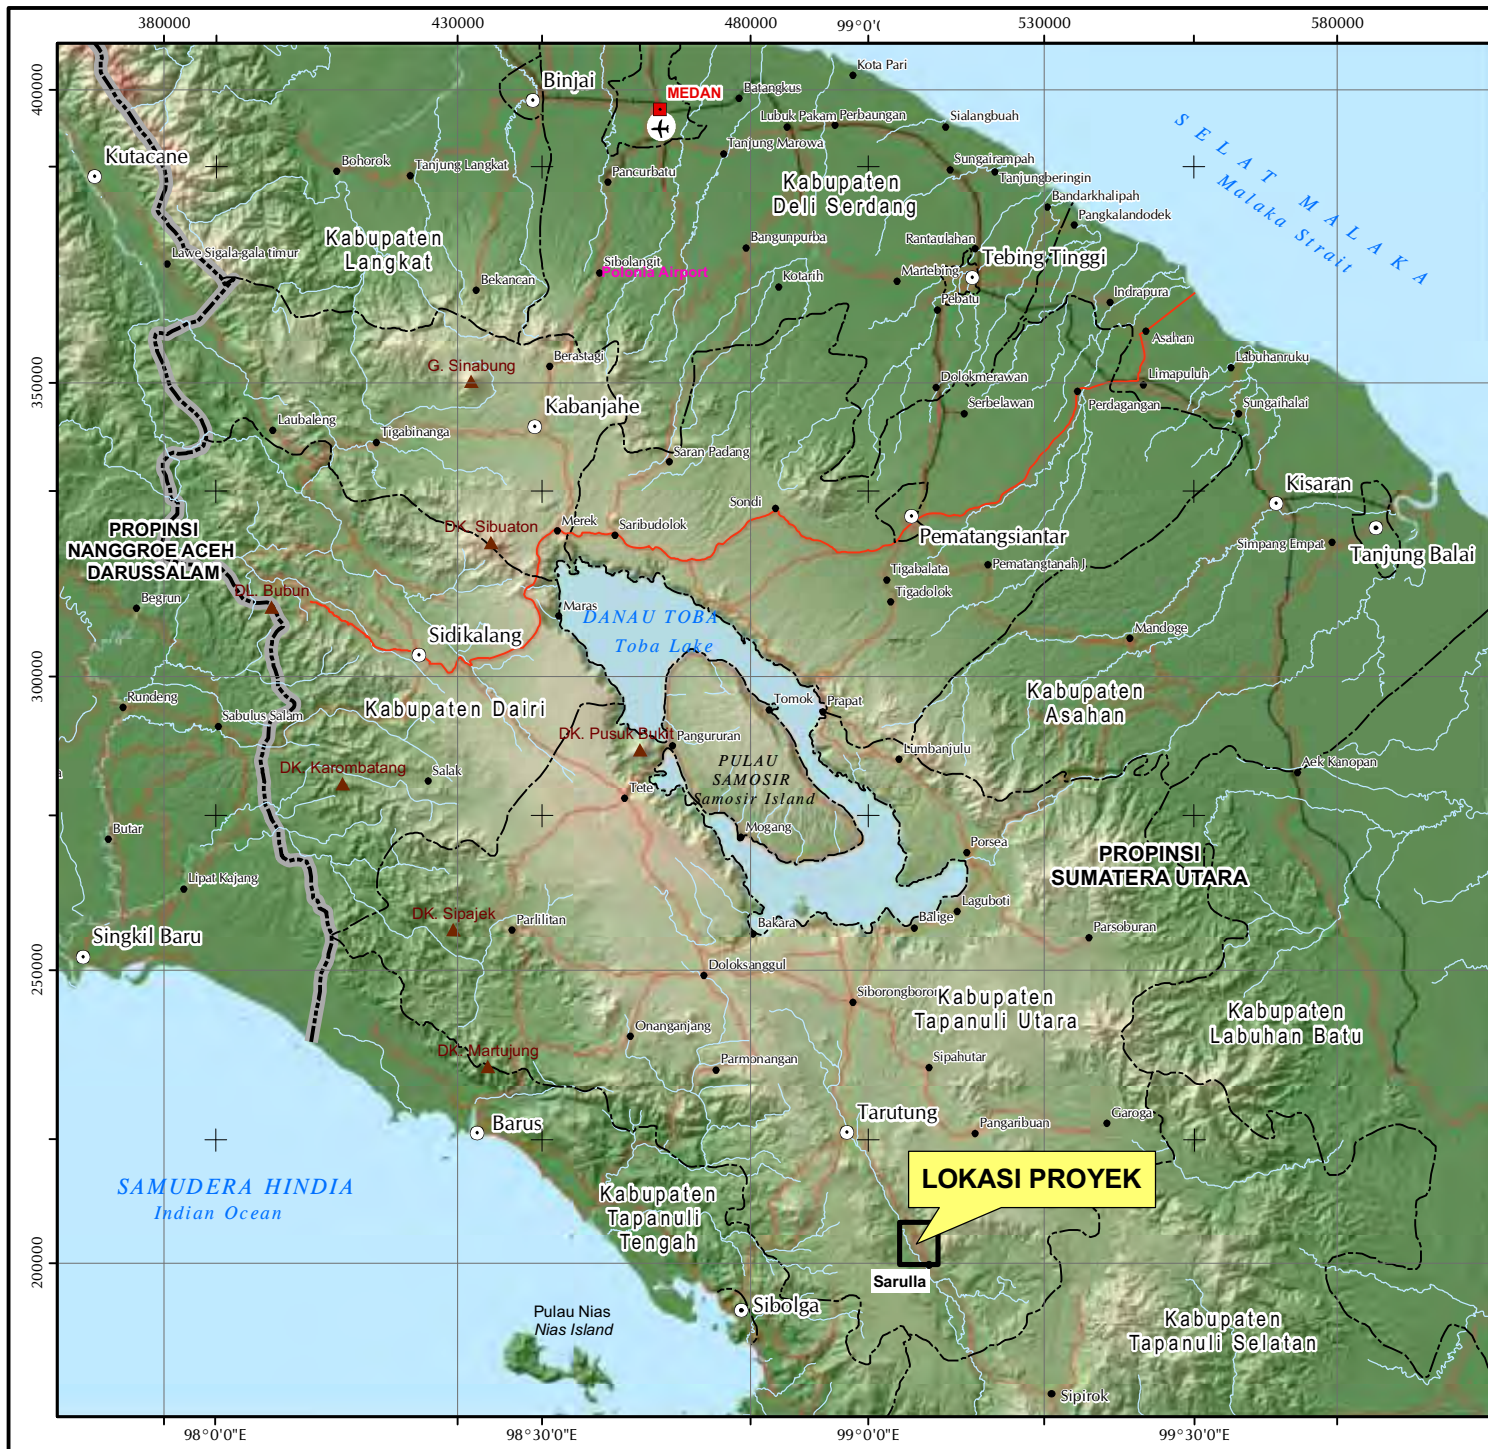 380000
430000
480000
99°0'0
530000
580000
400000
350000
300000
250000
200000
Kota Pari
Binjai
MEDAN
Batangkus
Lubuk Pakam
Perbaungan
Sialangbuah
SELAT MALAKA
Malaka Strait
Kutacane
Bohorok
Tanjung Langkat
Tanjung Marowa
Pancurbatu
Sungairampah
Tanjungberingin
Kabupaten
Deli Serdang
Bandarkhalipah
Pangkalandodek
Kabupaten
Langkat
Lawe Sigala-gala timur
Bangunpurba
Rantaulahan
Tebing Tinggi
Sibolangit
Polonia Airport
Bekancan
Kotarih
Martebing
Pebatu
Indrapura
Asahan
Labuhanruku
G. Sinabung
Berastagi
Dolokmerawan
Limapuluh
Perdagangan
Kabanjahe
Serbelawan
Sungaihalai
Laubaleng
Tigabinanga
Saran Padang
Kisaran
Sondi
DK. Sibuaton
Merek
Saribudolok
Pematangsiantar
PROPINSI
NANGGROE ACEH
DARUSSALAM
Simpang Empat
Tanjung Balai
Tigabalata
Pematangtanah J
DL. Bubun
Begrun
Tigadolok
Maras
DANAU TOBA
Toba Lake
Sidikalang
Mandoge
Rundeng
Kabupaten Dairi
Tomok
Prapat
Kabupaten
Asahan
Sabulus Salam
DK. Pusuk Bukit
Pangururan
Lumbanjulu
PULAU
SAMOSIR
Samosir Island
DK. Karombatang
Salak
Aek Kanopan
Tete
Butar
Mogang
Porsea
PROPINSI
SUMATERA UTARA
Lipat Kajang
DK. Sipajek
Parlilitan
Laguboti
Bakara
Balige
Parsoburan
Singkil Baru
Doloksanggul
Siborongboron
Kabupaten
Tapanuli Utara
Kabupaten
Labuhan Batu
Onanganjang
DK. Martujung
Parmonangan
Sipahutar
Barus
Tarutung
Pangaribuan
Garoga
LOKASI PROYEK
SAMUDERA HINDIA
Indian Ocean
Kabupaten
Tapanuli
Tengah
Sarulla
Pulau Nias
Nias Island
Sibolga
Kabupaten
Tapanuli Selatan
Sipirok
98°0'0"E
98°30'0"E
99°0'0"E
99°30'0"E